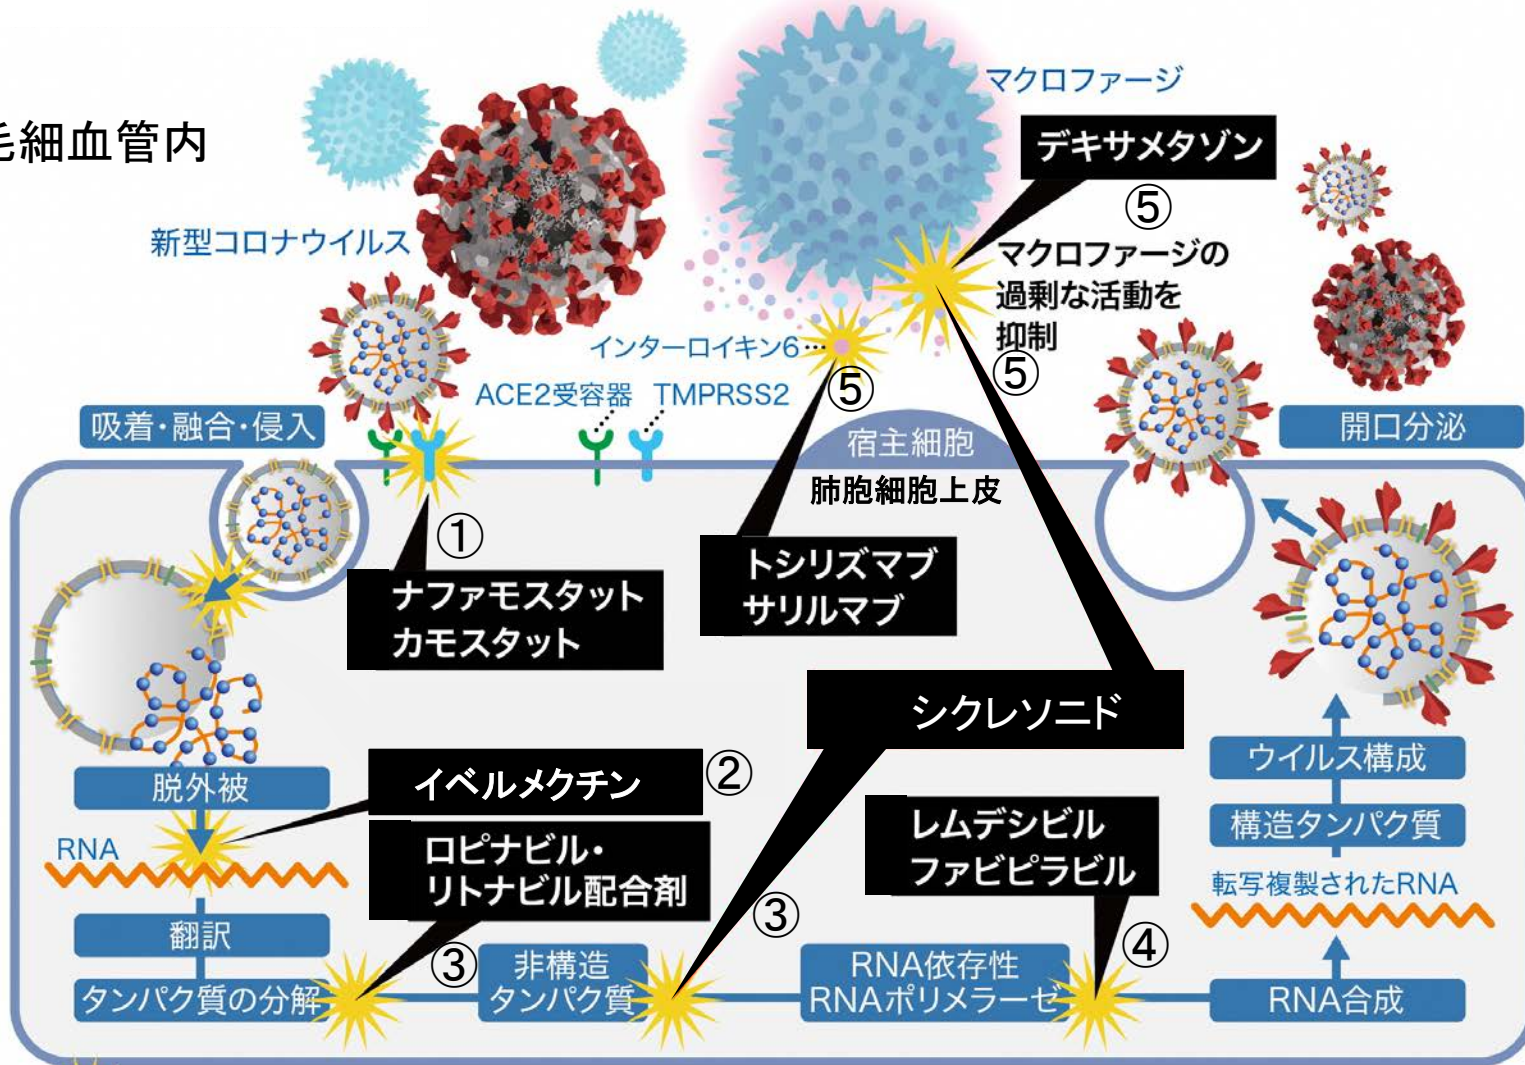 マクロファージ
毛細血管内
デキサメタゾン
⑤
新型コロナウイルス
マクロファージの
過剰な活動を
抑制
⑤
インターロイキン6
⑤
ACE2受容器
TMPRSS2
吸着・融合・侵入
宿主細胞
肺胞細胞上皮
開口分泌
①
ナファモスタット
カモスタット
トシリズマブ
サリルマブ
シクレソニド
脱外被
イベルメクチン
②
ロピナビル・
リトナビル配合剤
③
レムデシビル
ファビピラビル
④
ウイルス構成
構造タンパク質
転写複製されたRNA
RNA
翻訳
タンパク質の分解
非構造
タンパク質
③
RNA依存性
RNAポリメラーゼ
RNA合成